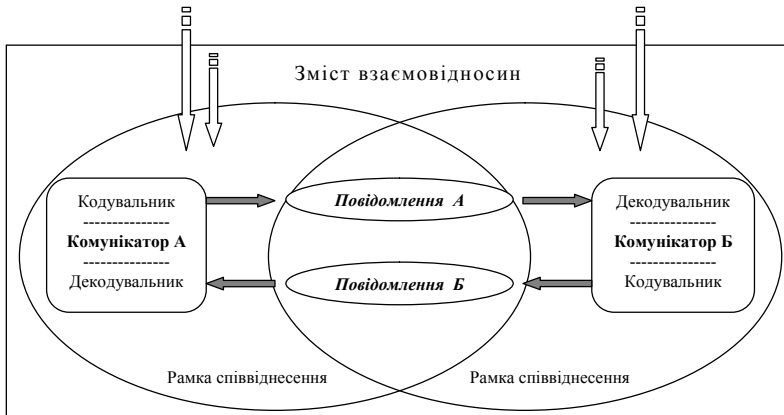 Зміст взаємовідносин
Кодувальник
---------------
Комунікатор А
---------------
Декодувальник
Повідомлення А
Повідомлення Б
Декодувальник
---------------
Комунікатор Б
---------------
Кодувальник
Рамка співвіднесення
Рамка співвіднесення